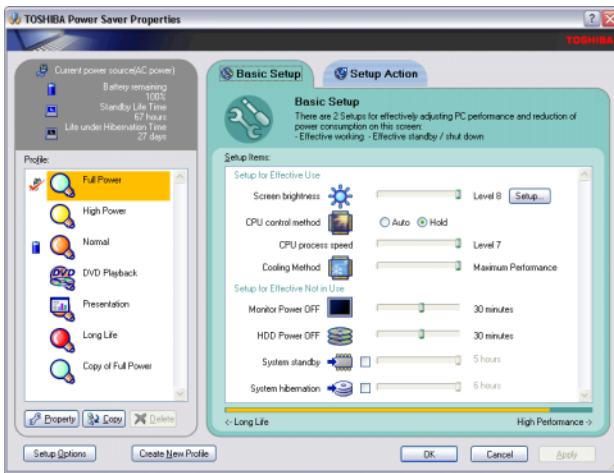 TOSHIBA Power Saver Properties
TOSHIBA
Current power source(AC power)
Battery remaining
100%
Standby Life Time
67 hours
Life under Hibernation Time
27 days
Profile:
Full Power
High Power
Normal
DVD DVD Playback
Presentation
Long Life
Copy of Full Power
Property Copy Delete
Basic Setup Setup Action
Basic Setup
There are 2 Setups for effectively adjusting PC performance and reduction of
power consumption on this screen:
- Effective working - Effective standby / shut down
Setup Items:
Setup for Effective Use
Screen brightness Level 8 Setup...
CPU control method Auto Hold
CPU process speed Level 7
Cooling Method Maximum Performance
Setup for Effective Not in Use
Monitor Power OFF 30 minutes
HDD Power OFF 30 minutes
System standby 5 hours
System hibernation 6 hours
<- Long Life High Performance ->
Setup Options Create New Profile OK Cancel Apply